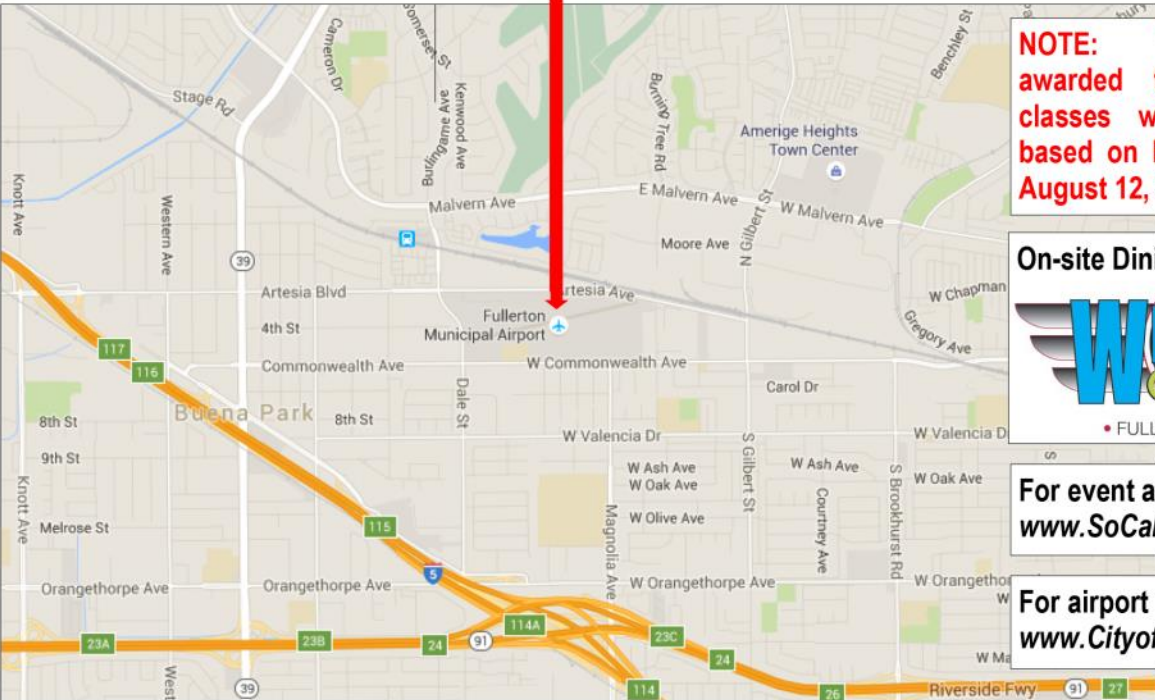 NOTE:
awarded
classes
based on
August 12,
Somerset St
Cameron Dr
Benchley St
Stage Rd
Kenwood Ave
Burlingame Ave
Burning Tree Rd
Amerige Heights
Town Center
Knott Ave
Western Ave
Malvern Ave
E Malvern Ave
W Malvern Ave
N Gilbert St
Moore Ave
39
On-site
Artesia Blvd
Artesia Ave
W Chapman
Fullerton
Municipal Airport
4th St
Gregory Ave
117
116
Commonwealth Ave
W Commonwealth Ave
Dale St
Carol Dr
Buena Park
8th St
8th St
W Valencia Dr
W Valencia D
• FULL
9th St
W Ash Ave
W Oak Ave
S Gilbert St
W Ash Ave
W Oak Ave
S Brookhurst Rd
Knott Ave
Magnolia Ave
W Olive Ave
Courtney Ave
For event a
www.SoCal
Melrose St
115
5
Orangethorpe Ave
Orangethorpe Ave
W Orangethorpe Ave
W Orangethor
For airport
www.Cityof
23A
23B
24
91
114A
23C
24
W Ma
West
39
114
26
Riverside Fwy
91
27